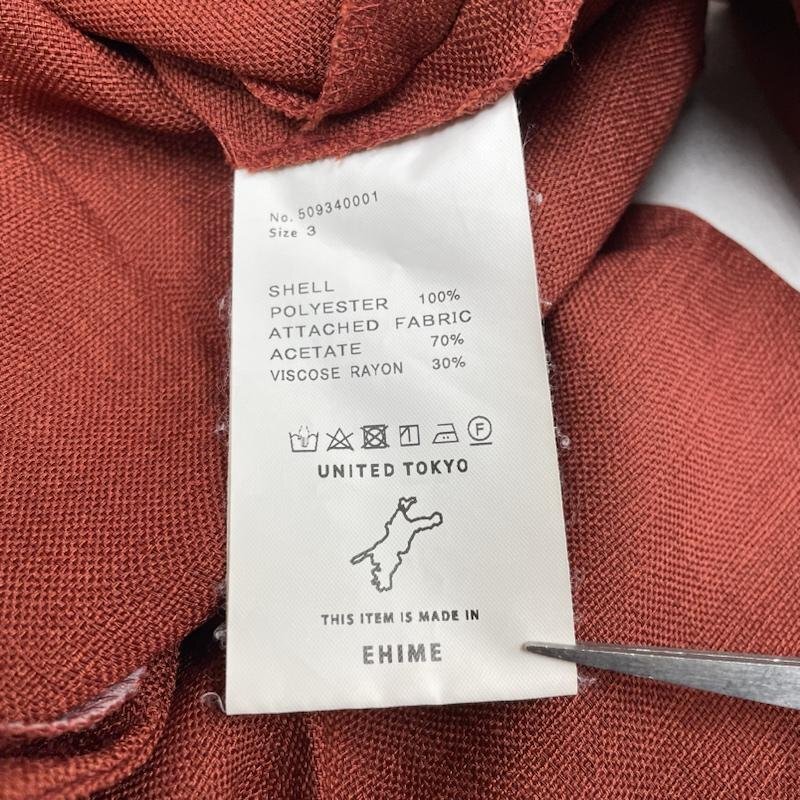 No. 509340001
Size 3
SHELL
POLYESTER 100%
ATTACHED FABRIC
ACETATE 70%
VISCOSE RAYON 30%
F
UNITED TOKYO
THIS ITEM IS MADE IN
EHIME